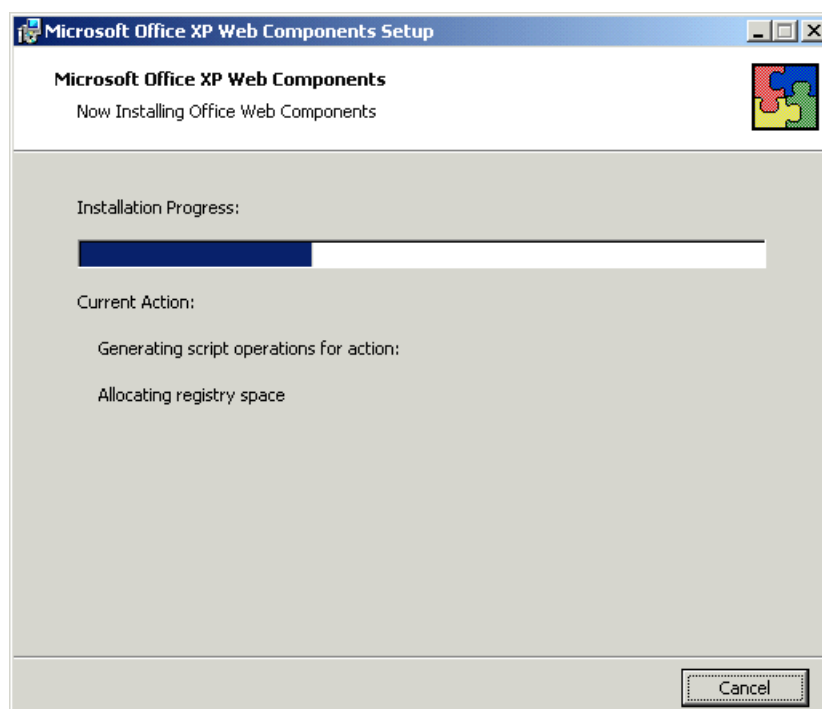 Microsoft Office XP Web Components Setup
Microsoft Office XP Web Components
Now Installing Office Web Components
Installation Progress:
Current Action:
Generating script operations for action:
Allocating registry space
Cancel